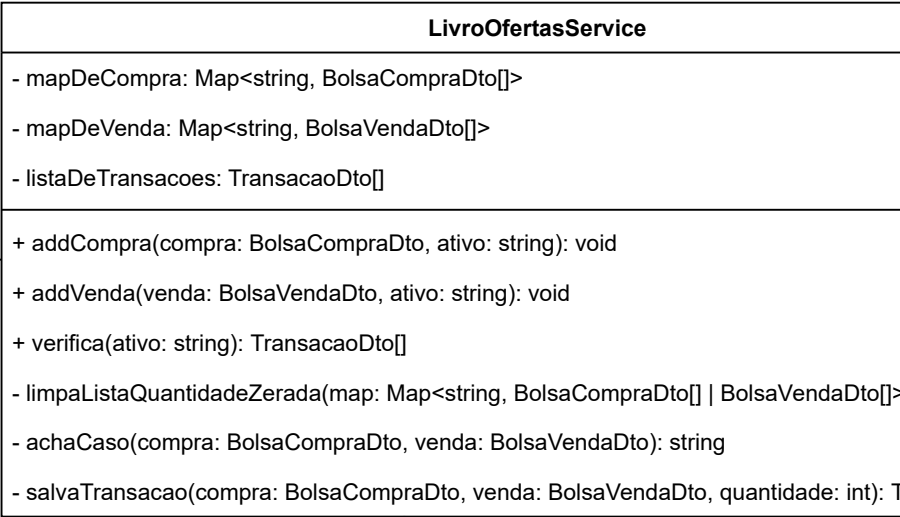 LivroOfertasService
- mapDeCompra: Map<string, BolsaCompraDto[]>
- mapDeVenda: Map<string, BolsaVendaDto[]>
- listaDeTransacoes: TransacaoDto[]
+ addCompra(compra: BolsaCompraDto, ativo: string): void
+ addVenda(venda: BolsaVendaDto, ativo: string): void
+ verifica(ativo: string): TransacaoDto[]
- limpaListaQuantidadeZerada(map: Map<string, BolsaCompraDto[] | BolsaVendaDto[]>
- achaCaso(compra: BolsaCompraDto, venda: BolsaVendaDto): string
- salvaTransacao(compra: BolsaCompraDto, venda: BolsaVendaDto, quantidade: int):